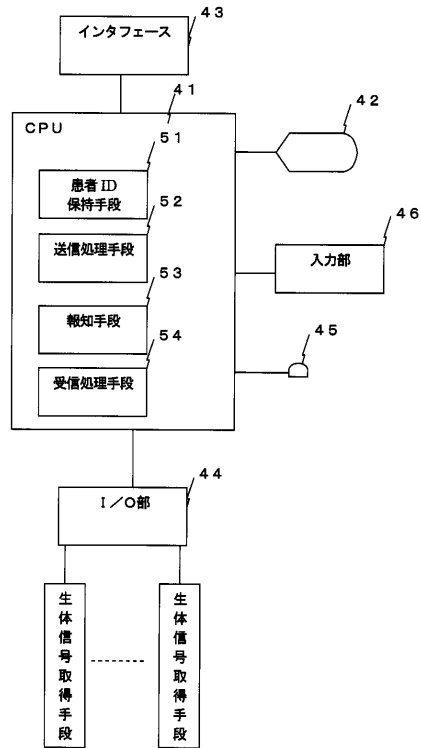 インタフェース
43
41
CPU
42
51
患者ID
保持手段
52
送信処理手段
46
入力部
53
報知手段
45
54
受信処理手段
44
I/O部
生体信号取得手段
生体信号取得手段